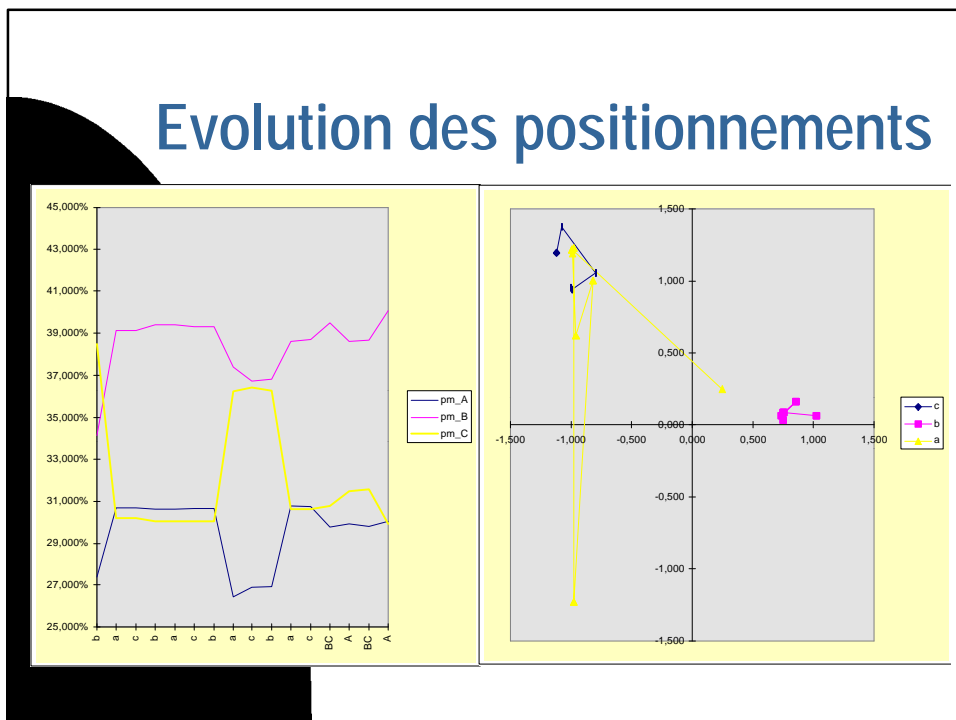 Evolution des positionnements
45,000%
43,000%
41,000%
39,000%
37,000%
35,000%
33,000%
31,000%
29,000%
27,000%
25,000%
b a c b a c b a c b a c BC A BC A
pm_A
pm_B
pm_C
1,500
1,000
0,500
0,000
-1,500 -1,000 -0,500 0,000 0,500 1,000 1,500
-0,500
-1,000
-1,500
c
b
a